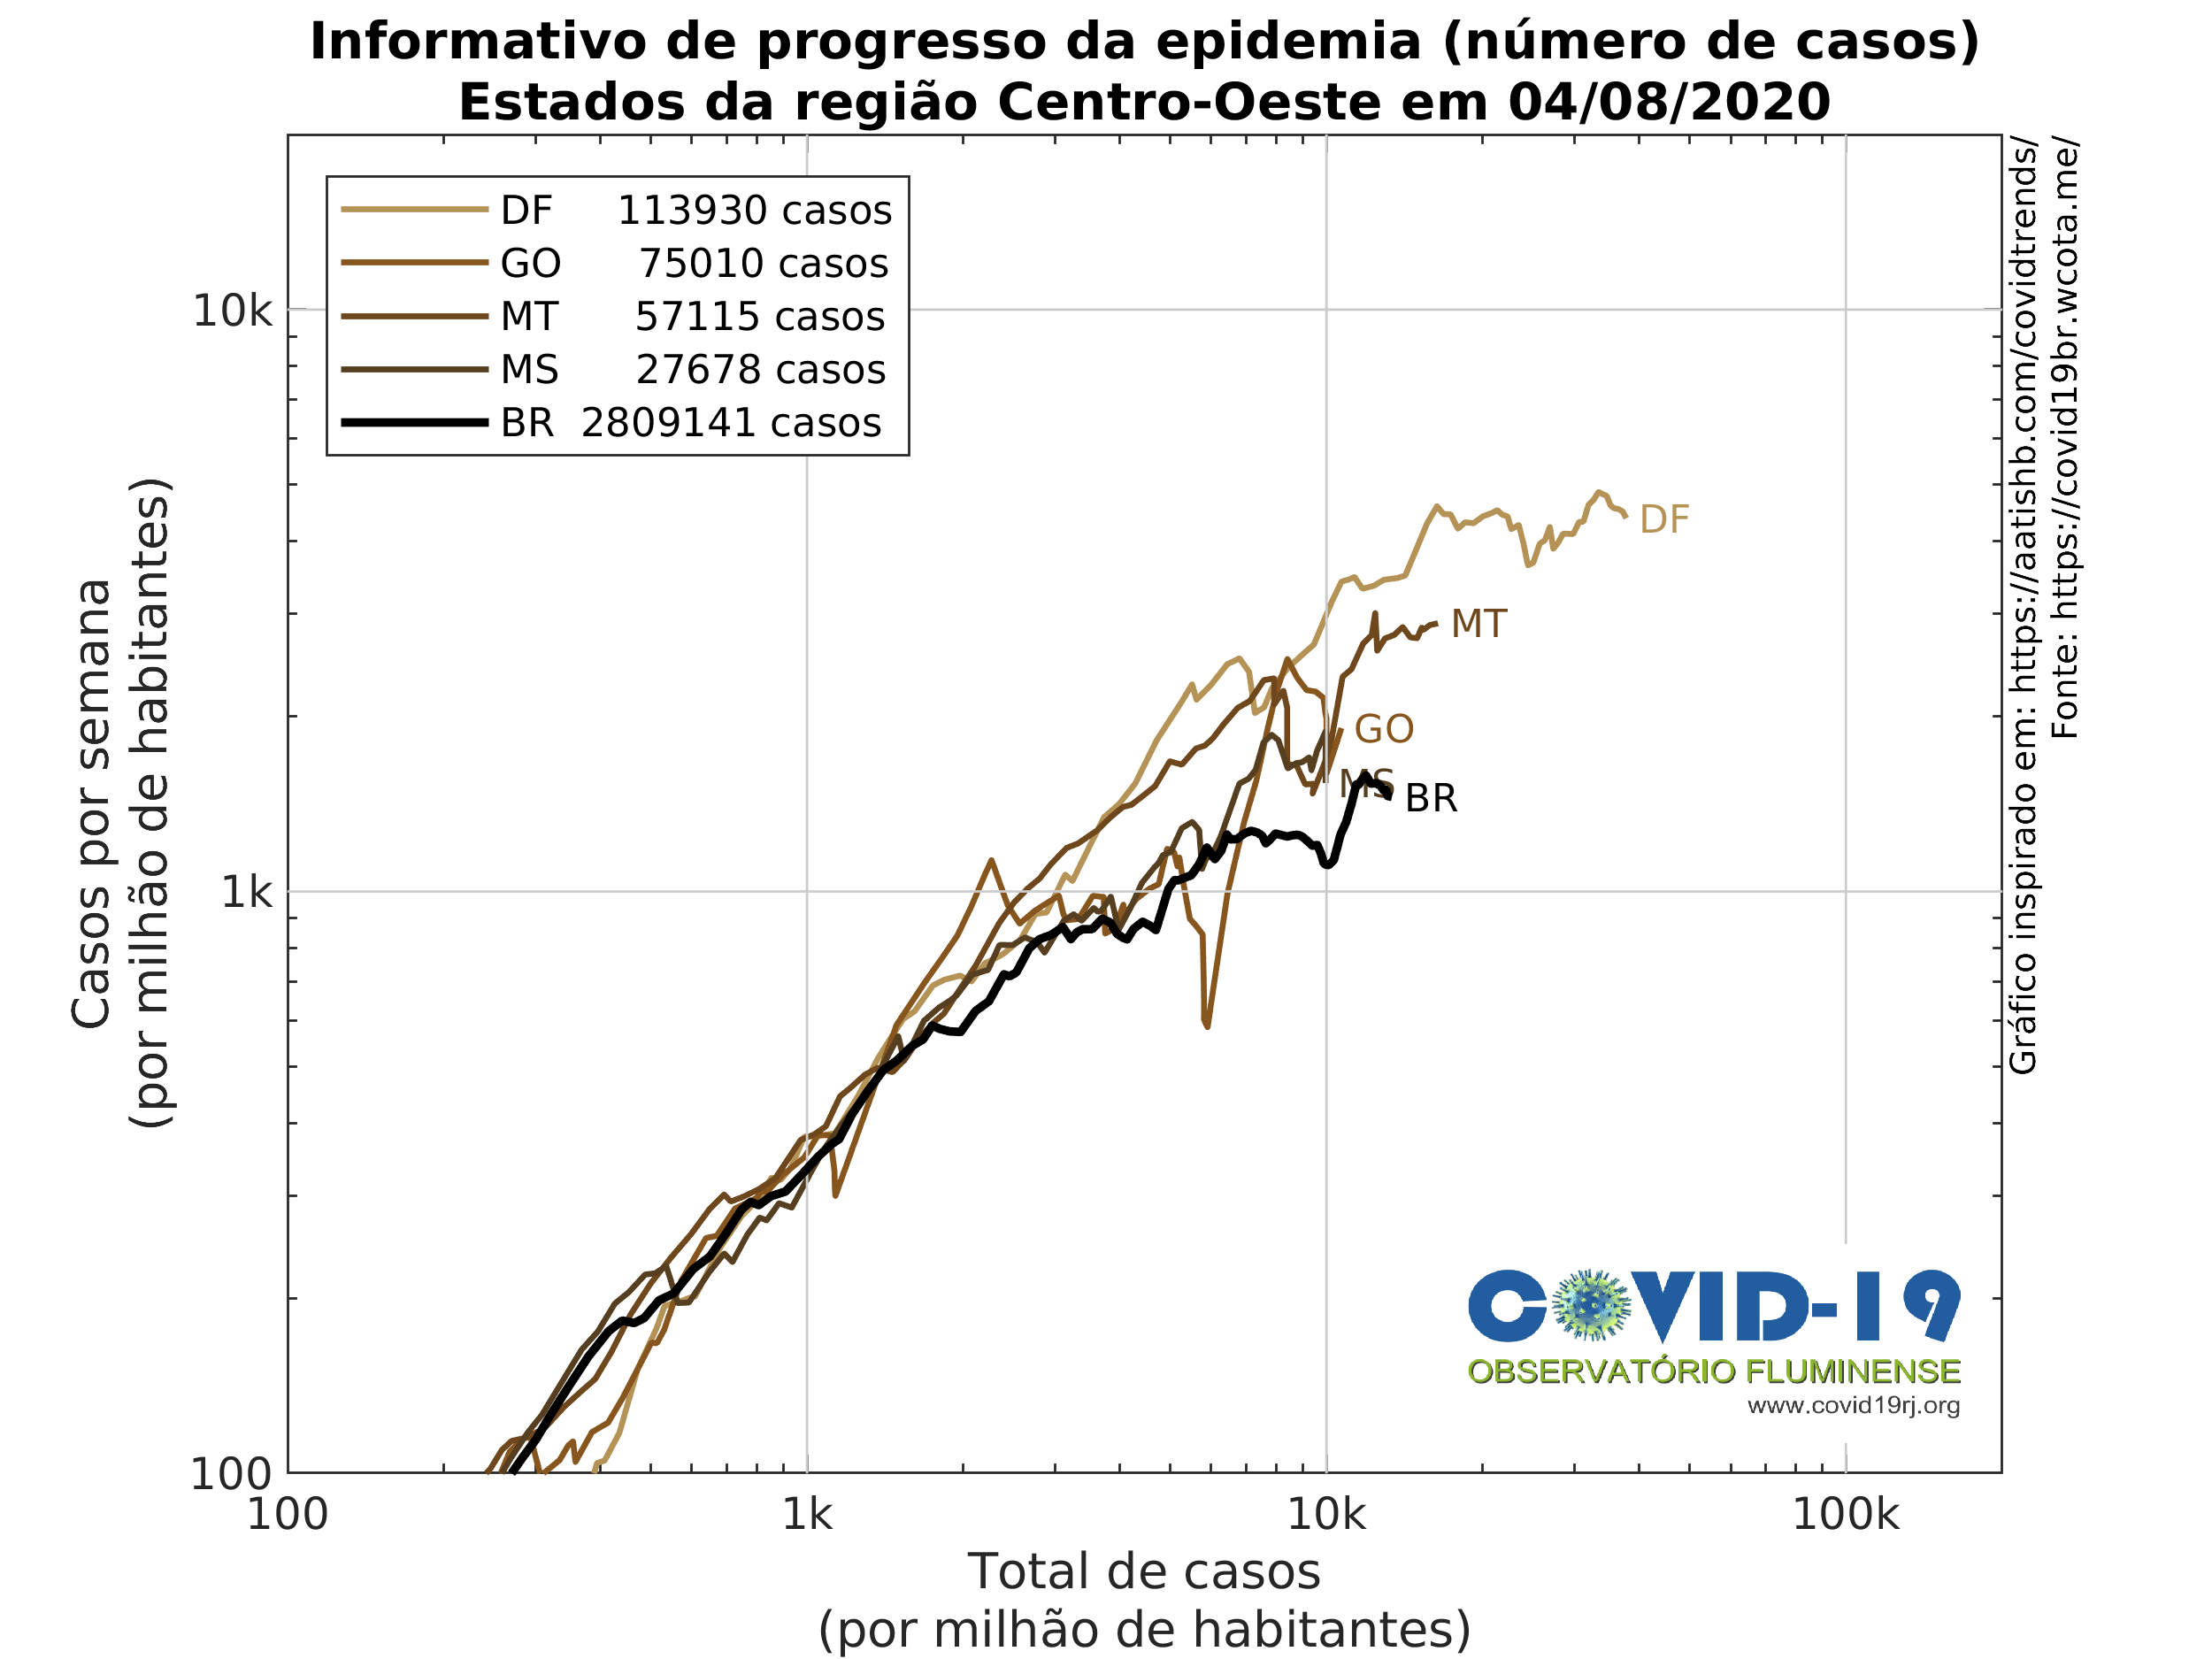 Informativo de progresso da epidemia (número de casos)
Estados da região Centro-Oeste em 04/08/2020
DF 113930 casos
GO 75010 casos
MT 57115 casos
MS 27678 casos
BR 2809141 casos
10k
1k
100
Casos por semana
(por milhão de habitantes)
DF
MT
GO
MS
BR
Gráfico inspirado em: https://aatishb.com/covidtrends/
Fonte: https://covid19br.wcota.me/
COVID-19
OBSERVATÓRIO FLUMINENSE
www.covid19rj.org
100
1k
10k
100k
Total de casos
(por milhão de habitantes)